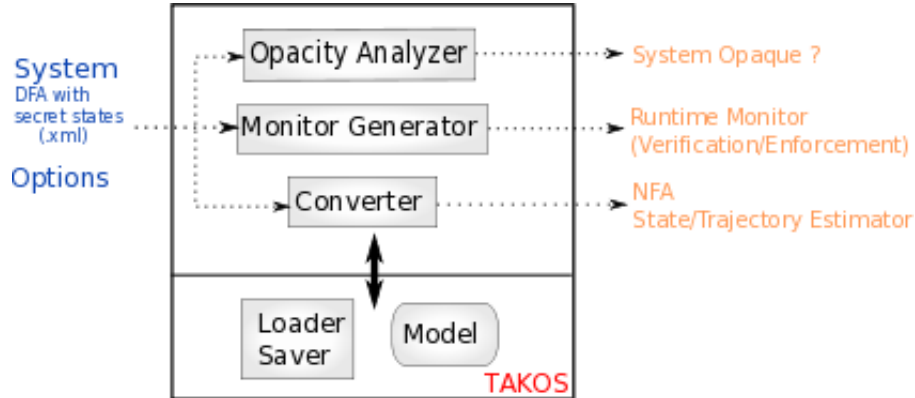 System
DFA with
secret states
(.xml)
Options
Opacity Analyzer
Monitor Generator
Converter
System Opaque ?
Runtime Monitor
(Verification/Enforcement)
NFA
State/Trajectory Estimator
Loader
Saver
Model
TAKOS